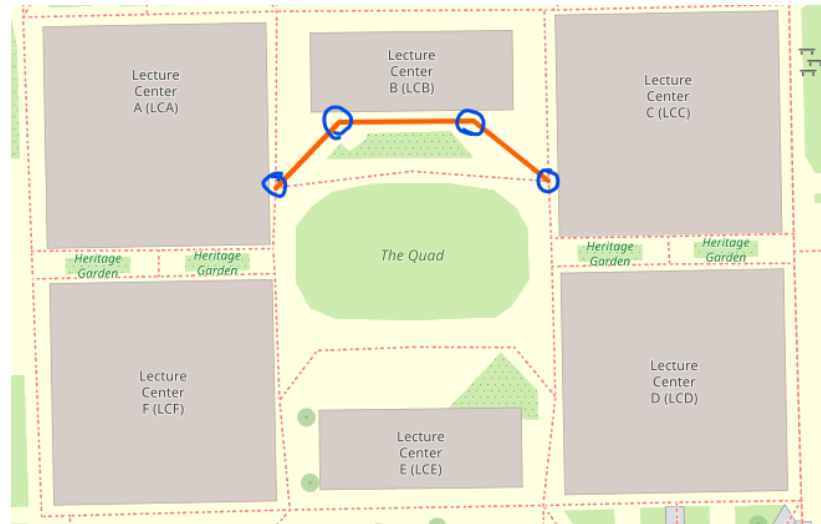 Lecture
Center
A (LCA)
Lecture
Center
B (LCB)
Lecture
Center
C (LCC)
Heritage
Garden
Heritage
Garden
The Quad
Heritage
Garden
Heritage
Garden
Lecture
Center
F (LCF)
Lecture
Center
E (LCE)
Lecture
Center
D (LCD)